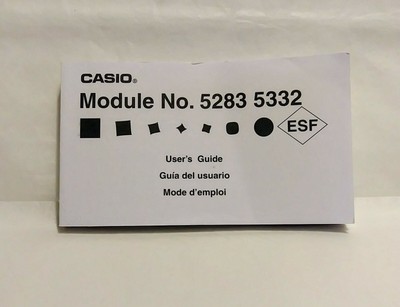 CASIO®
Module No. 5283 5332
ESF
User's Guide
Guía del usuario
Mode d'emploi